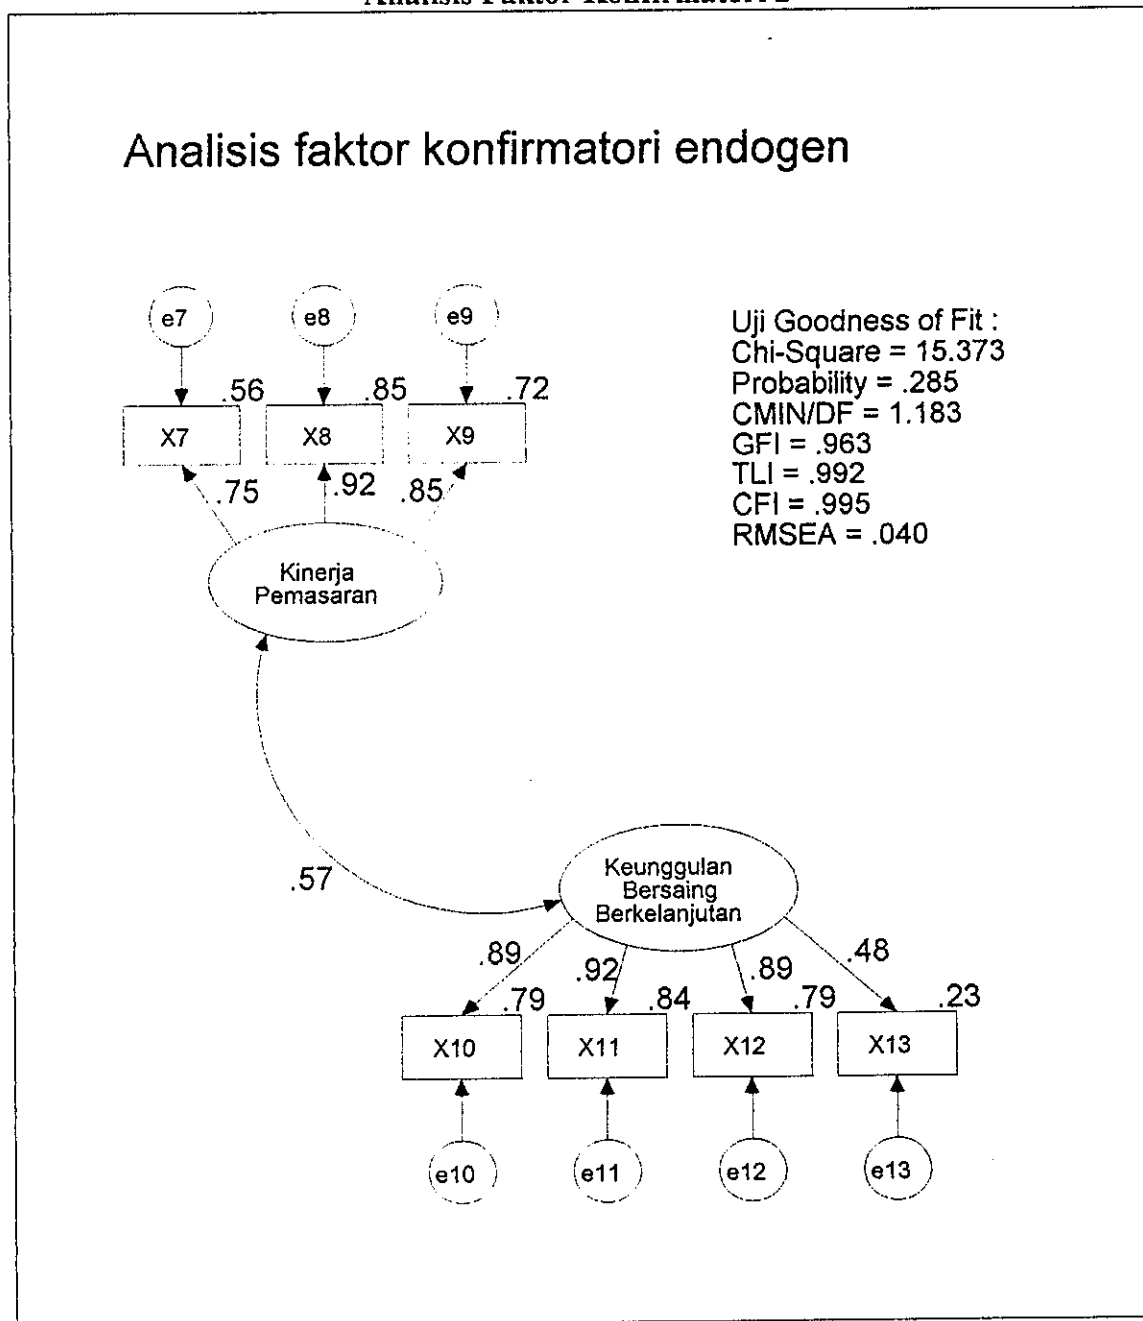 Analisis Faktor Konfirmatori 2
Analisis faktor konfirmatori endogen
e7 e8 e9
.56 .85 .72
X7 X8 X9
.75 .92 .85
Kinerja
Pemasaran
Uji Goodness of Fit :
Chi-Square = 15.373
Probability = .285
CMIN/DF = 1.183
GFI = .963
TLI = .992
CFI = .995
RMSEA = .040
.57
Keunggulan
Bersaing
Berkelanjutan
.89 .92 .89 .48
.79 .84 .79 .23
X10 X11 X12 X13
e10 e11 e12 e13